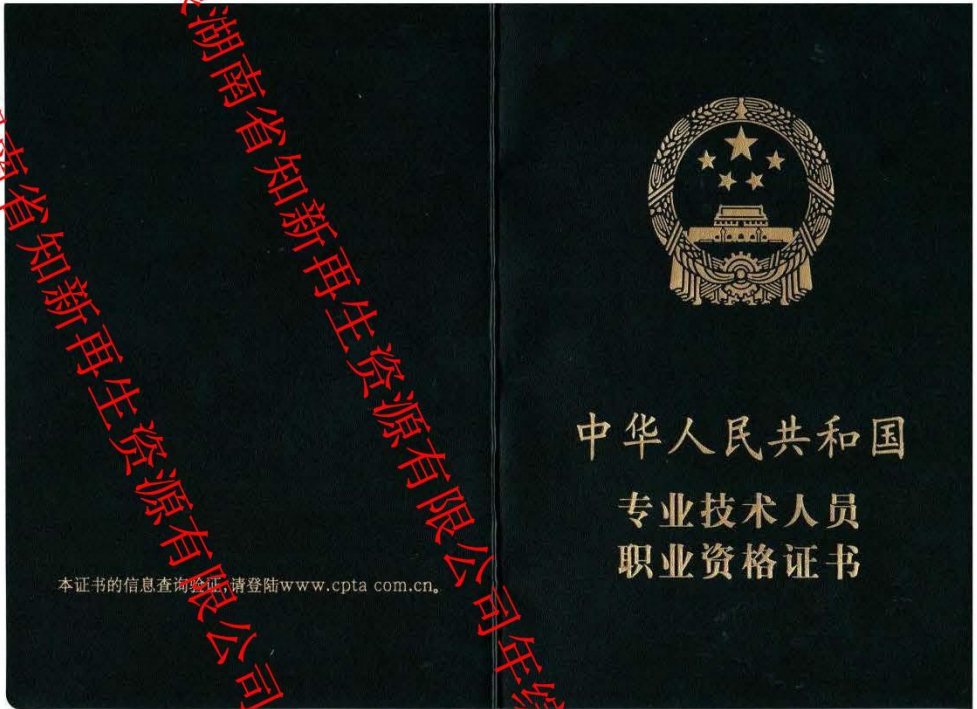 本证书的信息查询验证,请登陆www.cpta com.cn。
中华人民共和国
专业技术人员
职业资格证书
湖南省知新再生资源有限公司
湖南省知新再生资源有限公司年